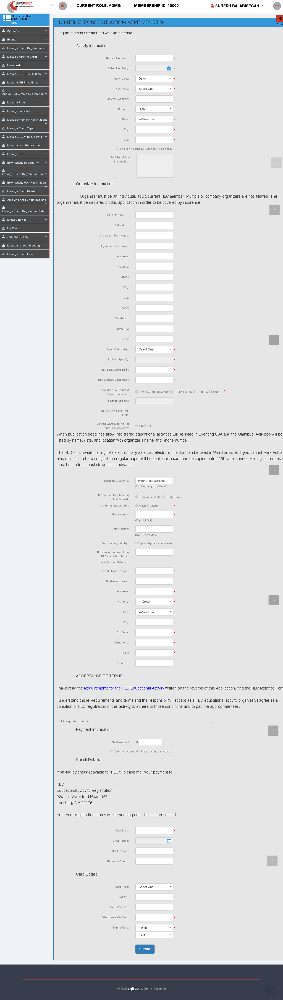 guildKraft
Powered by digiBlitz GMT
CURRENT ROLE: ADMIN
MEMBERSHIP ID: 10000
SURESH BALABISEGAN
WELCOME SURESH
BALABISEGAN
Admin
Chat
My Profile
Events
Manage Event Registrations
Manage Network Group
Membership
Manage EDU Registration
Manage OE Price Items
Annual Convention Registration
Manage Role
Manage consoles
Manage Member Registrations
Manage Event Types
Manage Event Result Data
Manage User Registration
Manage ICP
EDU Activity Registration
Manage Event Registration Price
EDU Activity User Registration
Manage Event Divisions
Area and Area Chair Mapping
Manage Event Registration Data
Event Calendar
My Events
Join and Renew
Manage Annual Meeting
Manage Event Levels
HLC MEETINGS: SPONSORED EDUCATIONAL ACTIVITY APPLICATION
Required fields are marked with an asterisk
Activity Information:
Name of Activity: *
Date of Activity: *
No of Days: Days *
HLC Area: Select One *
Activity Location:
Country: USA *
State: ---Select--- *
City: *
Zip: *
Check if Additional Sites are to be used.
Additional Site
Information:
Organizer Information:
Organizer must be an individual, adult, current HLC member. Multiple or company organizers are not allowed. The
organizer must be declared on this application in order to be covered by insurance.
HLC Member ID:
Salutation:
Organizer First Name:
Organizer Last Name:
Address:
Country:
State :
City:
Zip:
Phone:
Mobile No:
Email ID:
Fax:
Type Of Activity : Select One *
If other, Specify: *
Fee To Be Charged($): *
Instructor(s)/Coach(es): *
Facilities To Be Used
Specifically For: Cross-Country Schooling Riding Clinic Stabling Other *
If Other Specify:
Publicity And Mailing
List:
Do you want Mailing list
and Publications? Yes No
When publication deadlines allow, registered educational activities will be listed in Eventing USA and the Omnibus. Activities will be
listed by name, date, and location with organizer's name and phone number.
The HLC will provide mailing lists electronically as a .csv electronic file that can be used in Word or Excel. If you cannot work with an
electronic file, a hard copy list, on regular paper will be sent, which can then be copied onto 5160 label sheets. Mailing list requests
must be made at least six weeks in advance.
Email HLC Logo to: Enter e-mail address
(For Publicity Use Only)
Complimentary Mailing
List Format: Electronic .csv file Hard Copy
Send Mailing List by : Areas States *
Enter Areas: *
(E.g. 1,2,3,4)
Enter States: *
(E.g. VA,MD,PA)
Sort Mailing List by : Zip Alpha by last name *
Number of copies of the
HLC color brochure :
Land Owner Details :
Land Owner Name : *
Business Name : *
Address: *
Country: ---Select--- *
State: ---Select--- *
City: *
Zip Code: *
Telephone: *
Fax: *
Email ID: *
ACCEPTANCE OF TERMS:
I have read the Requirements for the HLC Educational Activity written on the reverse of this Application, and the HLC Release Form
I understand those Requirements and terms and the responsibility I accept as a HLC educational activity organizer. I agree as a
condition of HLC registration of this activity to adhere to those conditions and to pay the appropriate fees.
I Accept the conditions *
Payment Information:
Total Amount: $
Check enclosed. Please charge my card.
Check Details:
If paying by check (payable to "HLC"), please mail your payment to:
HLC
Educational Activity Registration
525 Old Waterford Road NW
Leesburg, VA 20176
Note:Your registration status will be pending until check is processed.
Check No: *
Check Date: *
Bank Name : *
Name on Check: *
Card Details:
Card Type: Select One *
Card No.: *
Card CVV No.: *
Print Name On Card: *
Expiry Date: Month *
Year
Submit
© 2016 digiBlitz. All Rights Reserved